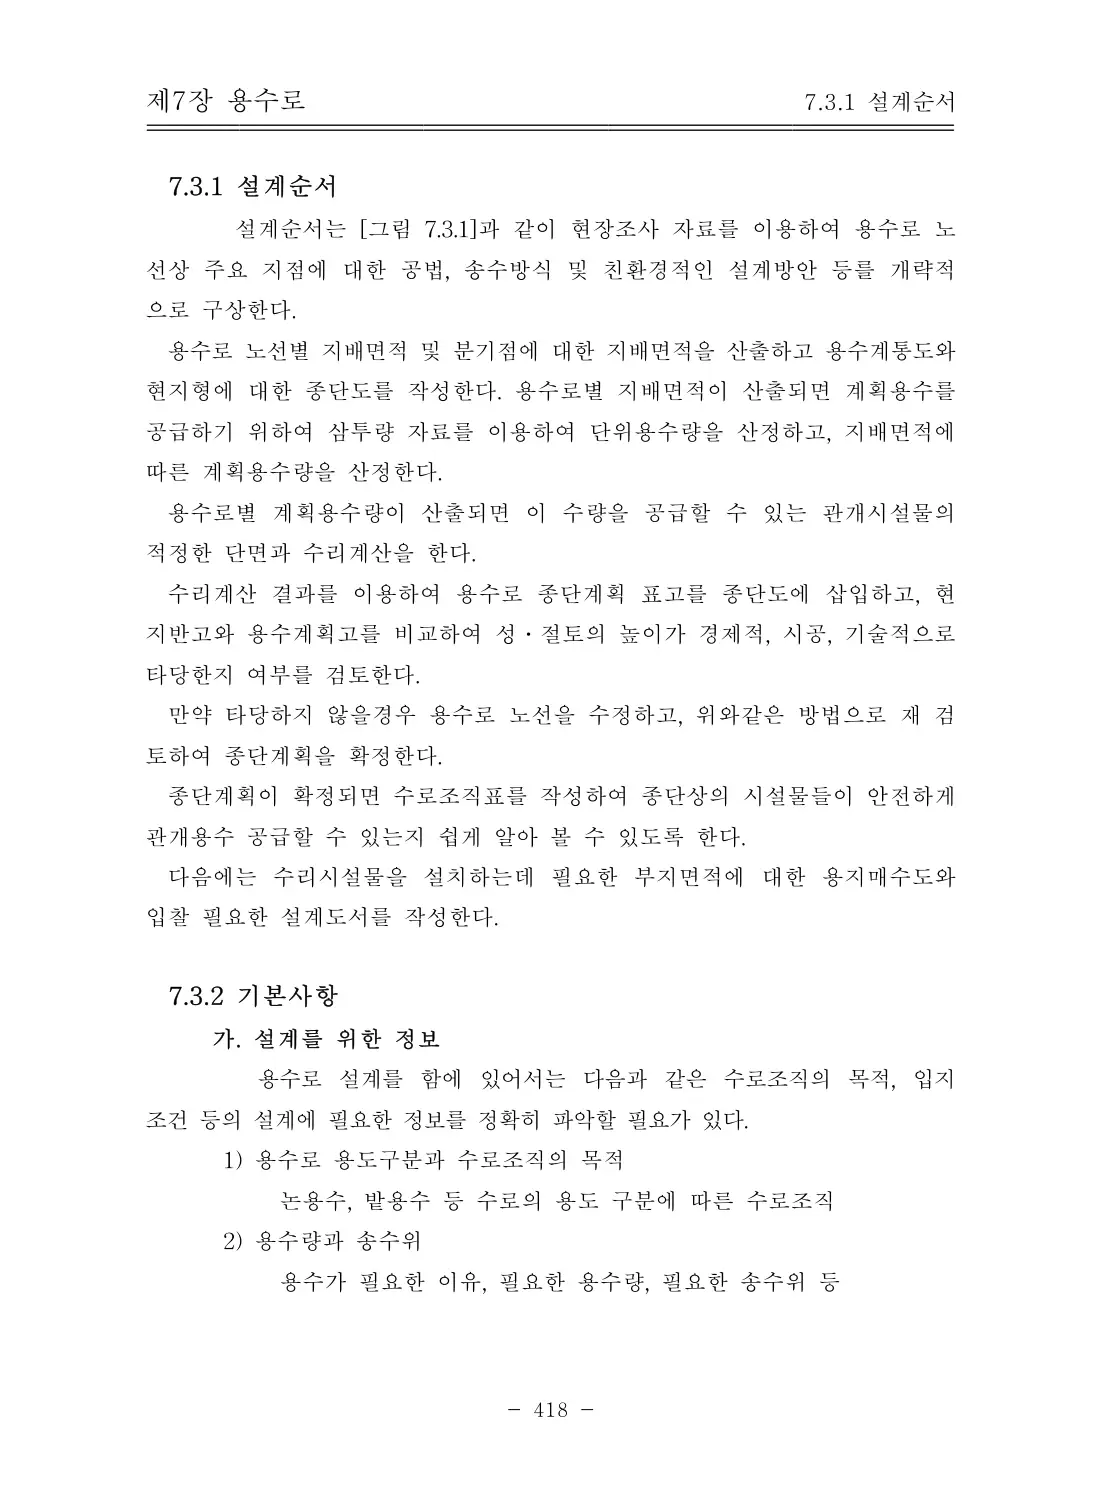 제7장 용수로
7.3.1 설계순서
7.3.1 설계순서
설계순서는 [그림 7.3.1]과 같이 현장조사 자료를 이용하여 용수로 노
선상 주요 지점에 대한 공법, 송수방식 및 친환경적인 설계방안 등를 개략적
으로 구상한다.
용수로 노선별 지배면적 및 분기점에 대한 지배면적을 산출하고 용수계통도와
현지형에 대한 종단도를 작성한다. 용수로별 지배면적이 산출되면 계획용수를
공급하기 위하여 삼투량 자료를 이용하여 단위용수량을 산정하고, 지배면적에
따른 계획용수량을 산정한다.
용수로별 계획용수량이 산출되면 이 수량을 공급할 수 있는 관개시설물의
적정한 단면과 수리계산을 한다.
수리계산 결과를 이용하여 용수로 종단계획 표고를 종단도에 삽입하고, 현
지반고와 용수계획고를 비교하여 성·절토의 높이가 경제적, 시공, 기술적으로
타당한지 여부를 검토한다.
만약 타당하지 않을경우 용수로 노선을 수정하고, 위와같은 방법으로 재 검
토하여 종단계획을 확정한다.
종단계획이 확정되면 수로조직표를 작성하여 종단상의 시설물들이 안전하게
관개용수 공급할 수 있는지 쉽게 알아 볼 수 있도록 한다.
다음에는 수리시설물을 설치하는데 필요한 부지면적에 대한 용지매수도와
입찰 필요한 설계도서를 작성한다.
7.3.2 기본사항
가. 설계를 위한 정보
용수로 설계를 함에 있어서는 다음과 같은 수로조직의 목적, 입지
조건 등의 설계에 필요한 정보를 정확히 파악할 필요가 있다.
1) 용수로 용도구분과 수로조직의 목적
논용수, 밭용수 등 수로의 용도 구분에 따른 수로조직
2) 용수량과 송수위
용수가 필요한 이유, 필요한 용수량, 필요한 송수위 등
- 418 -